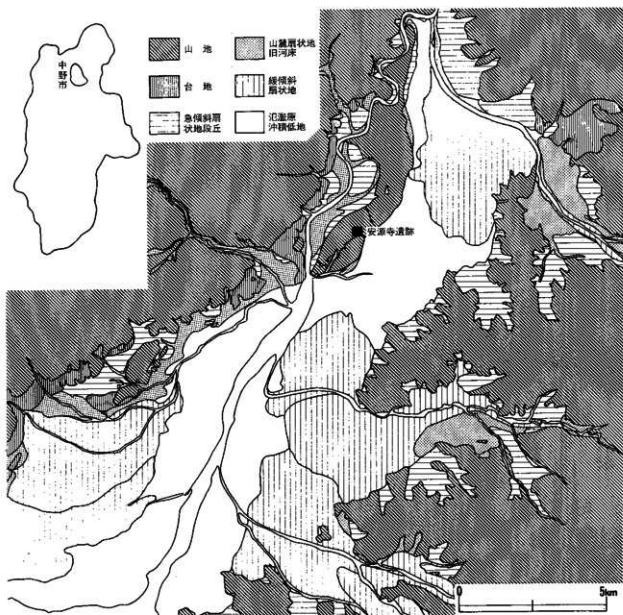 中野市
山地
山麓扇状地
旧河床
台地
緩傾斜
扇状地
急傾斜扇
状地段丘
氾濫原
沖積低地
安源寺遺跡
0
5km